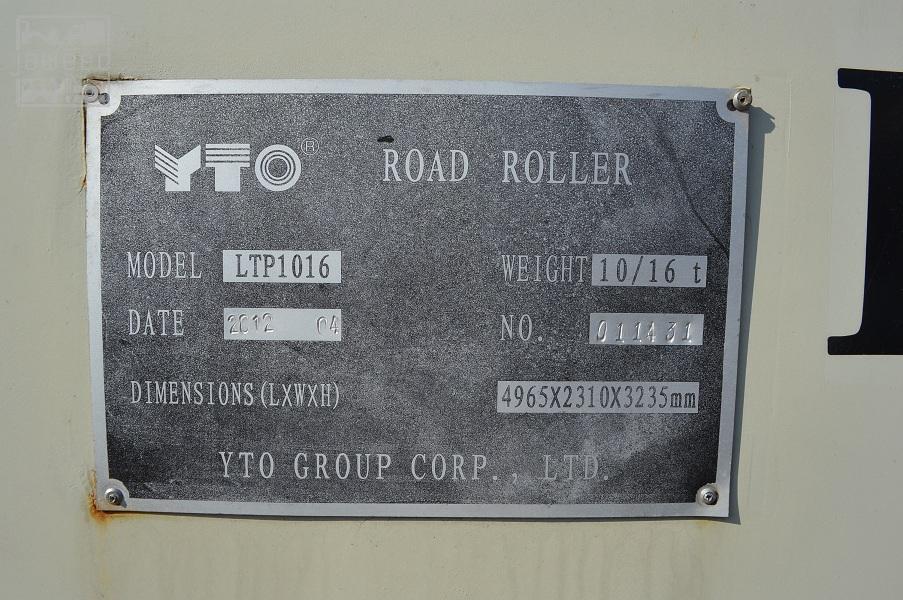 YTO® ROAD ROLLER
MODEL LTP1016 WEIGHT 10/16 t
DATE 2012 04 NO. 011431
DIMENSIONS(LXWXH) 4965X2310X3235mm
YTO GROUP CORP., LTD.